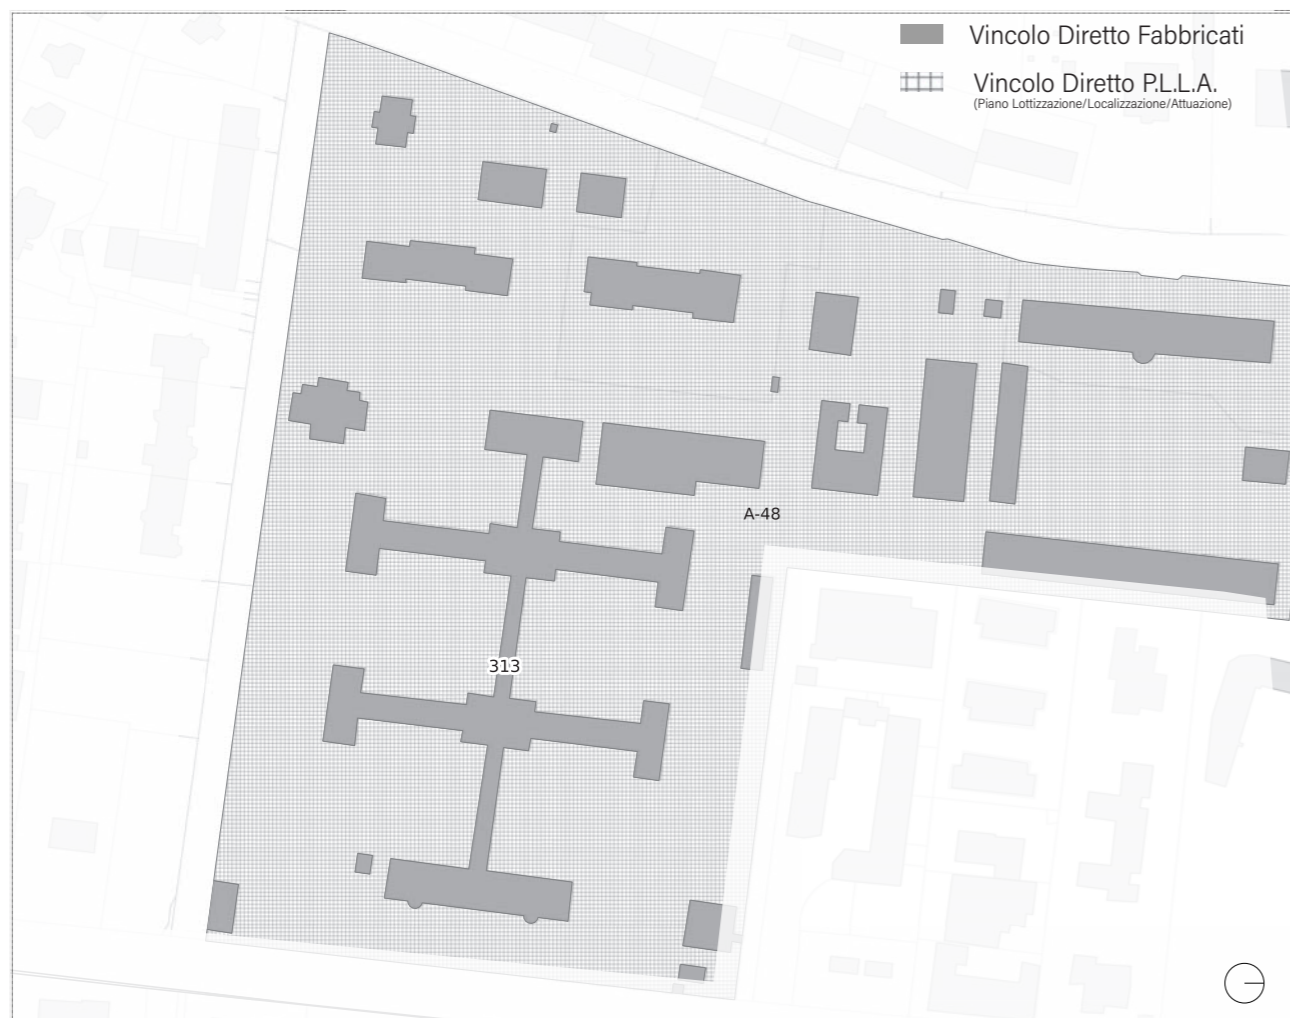 Vincolo Diretto Fabbricati
Vincolo Diretto P.L.L.A.
(Piano Lottizzazione/Localizzazione/Attuazione)
A-48
313